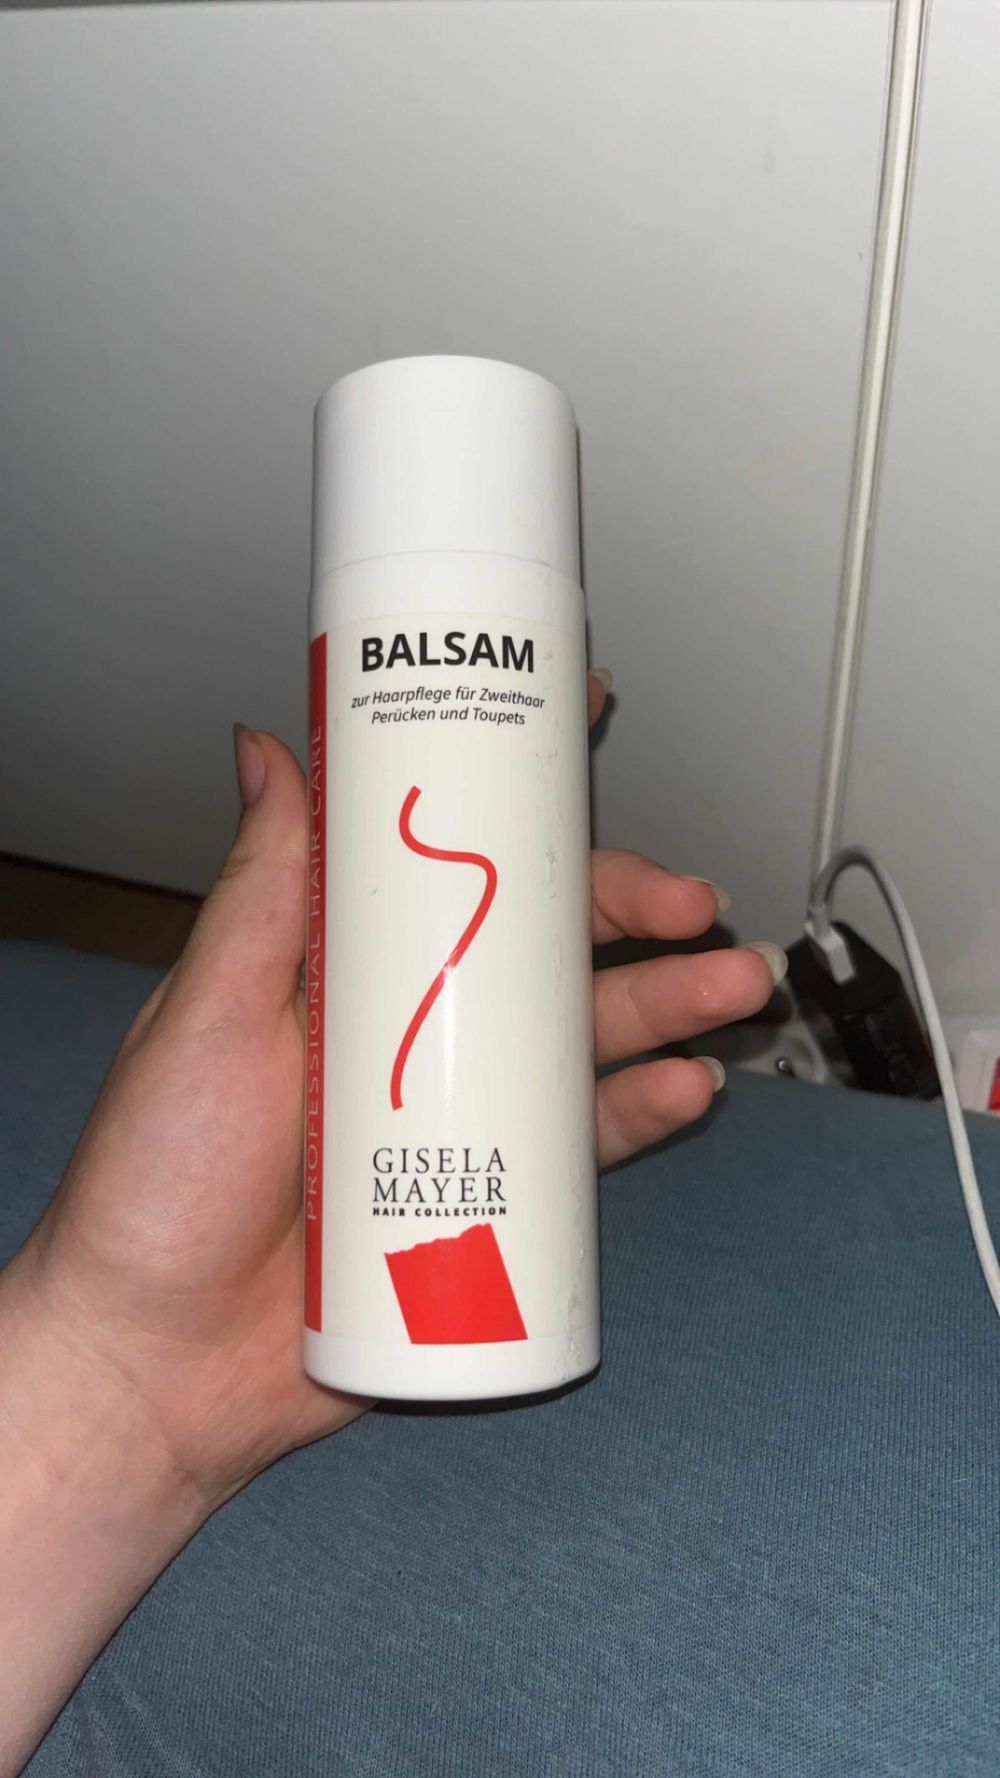 BALSAM
zur Haarpflege für Zweithaar
Perücken und Toupets
PROFESSIONAL HAIR CARE
GISELA
MAYER
HAIR COLLECTION